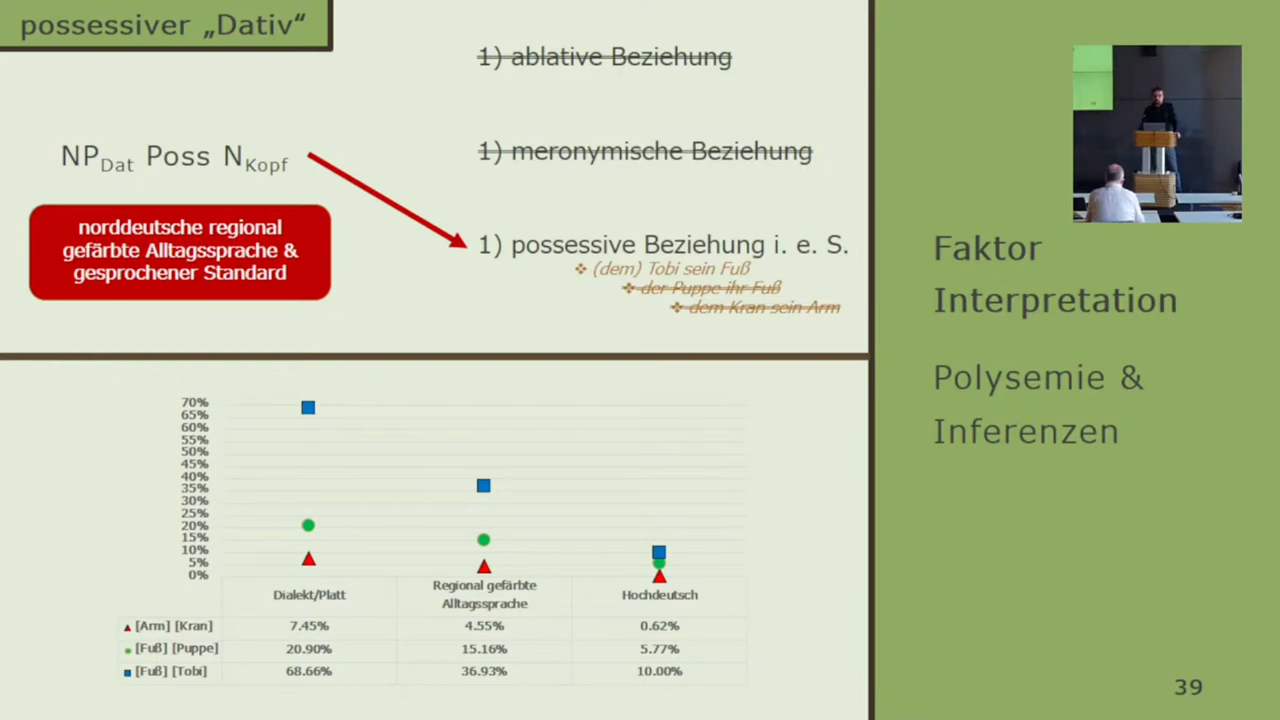 possessiver „Dativ“
1) ablative Beziehung
1) meronymische Beziehung
NP_Dat Poss N_Kopf
norddeutsche regional
gefärbte Alltagssprache &
gesprochener Standard
1) possessive Beziehung i. e. S.
❖ (dem) Tobi sein Fuß
❖ der Puppe ihr Fuß
❖ dem Kran sein Arm
Faktor
Interpretation
Polysemie &
Inferenzen
70%
65%
60%
55%
50%
45%
40%
35%
30%
25%
20%
15%
10%
5%
0%
Dialekt/Platt Regional gefärbte Hochdeutsch
Alltagssprache
[Arm] [Kran] 7.45% 4.55% 0.62%
[Fuß] [Puppe] 20.90% 15.16% 5.77%
[Fuß] [Tobi] 68.66% 36.93% 10.00%
39